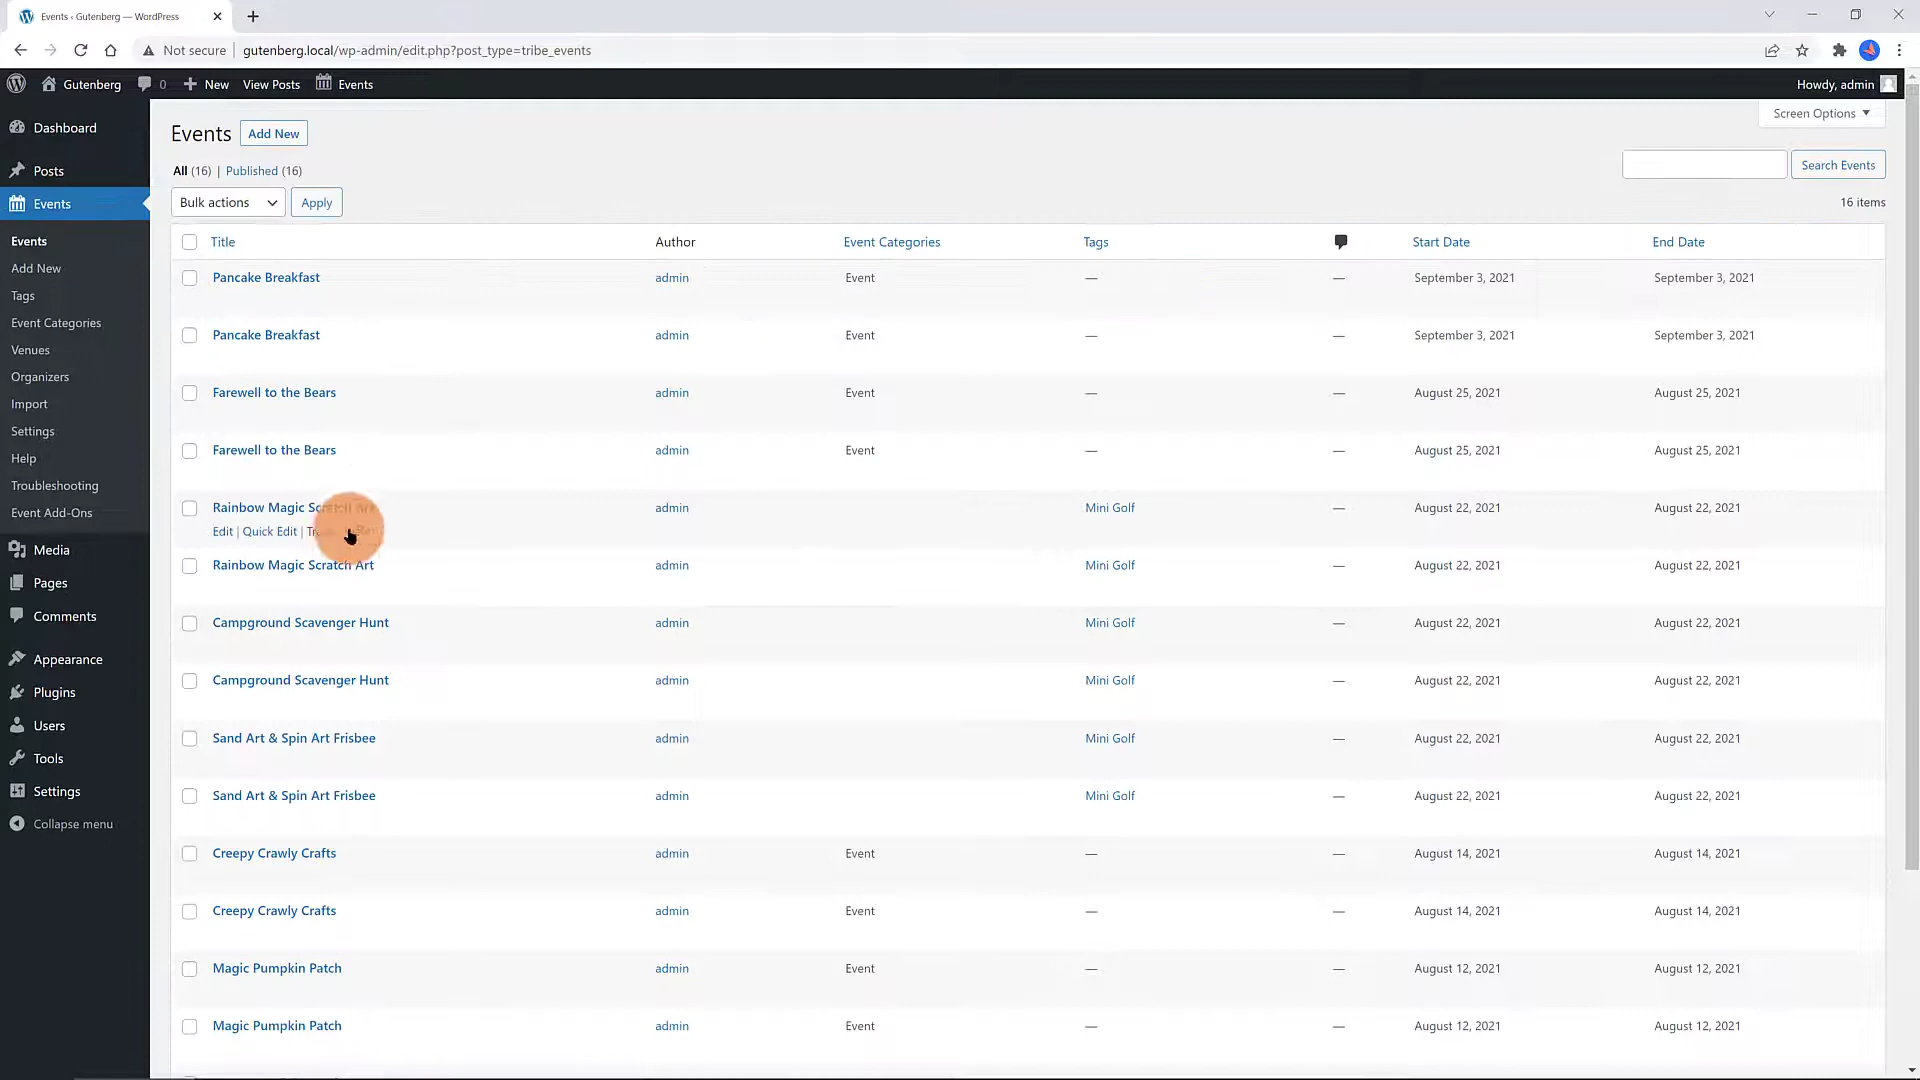 Events ‹ Gutenberg — WordPress
Not secure gutenberg.local/wp-admin/edit.php?post_type=tribe_events
Gutenberg 0 New View Posts Events Howdy, admin
Dashboard
Posts
Events
Events
Add New
Tags
Event Categories
Venues
Organizers
Import
Settings
Help
Troubleshooting
Event Add-Ons
Media
Pages
Comments
Appearance
Plugins
Users
Tools
Settings
Collapse menu
Screen Options
Events Add New
All (16) | Published (16)
Search Events
Bulk actions Apply 16 items
Title Author Event Categories Tags Start Date End Date
Pancake Breakfast admin Event — — September 3, 2021 September 3, 2021
Pancake Breakfast admin Event — — September 3, 2021 September 3, 2021
Farewell to the Bears admin Event — — August 25, 2021 August 25, 2021
Farewell to the Bears admin Event — — August 25, 2021 August 25, 2021
Rainbow Magic Scratch Art admin Mini Golf — August 22, 2021 August 22, 2021
Edit | Quick Edit |
Rainbow Magic Scratch Art admin Mini Golf — August 22, 2021 August 22, 2021
Campground Scavenger Hunt admin Mini Golf — August 22, 2021 August 22, 2021
Campground Scavenger Hunt admin Mini Golf — August 22, 2021 August 22, 2021
Sand Art & Spin Art Frisbee admin Mini Golf — August 22, 2021 August 22, 2021
Sand Art & Spin Art Frisbee admin Mini Golf — August 22, 2021 August 22, 2021
Creepy Crawly Crafts admin Event — — August 14, 2021 August 14, 2021
Creepy Crawly Crafts admin Event — — August 14, 2021 August 14, 2021
Magic Pumpkin Patch admin Event — — August 12, 2021 August 12, 2021
Magic Pumpkin Patch admin Event — — August 12, 2021 August 12, 2021